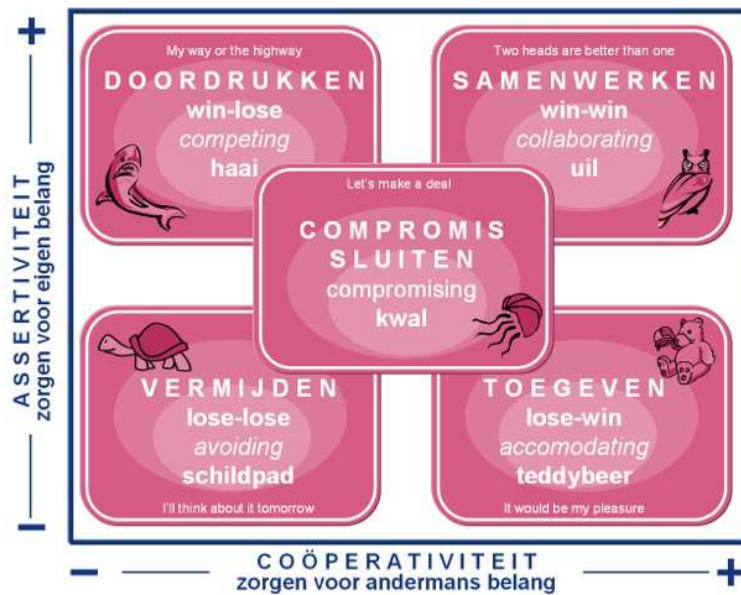 +
My way or the highway
DOORDRUKKEN
win-lose
competing
haai
Two heads are better than one
SAMENWERKEN
win-win
collaborating
uil
Let's make a deal
COMPROMIS
SLUITEN
compromising
kwal
VERMIJDEN
lose-lose
avoiding
schildpad
I'll think about it tomorrow
TOEGEVEN
lose-win
accomodating
teddybeer
It would be my pleasure
ASSERTIVITEIT
zorgen voor eigen belang
–
– COÖPERATIVITEIT +
zorgen voor andermans belang